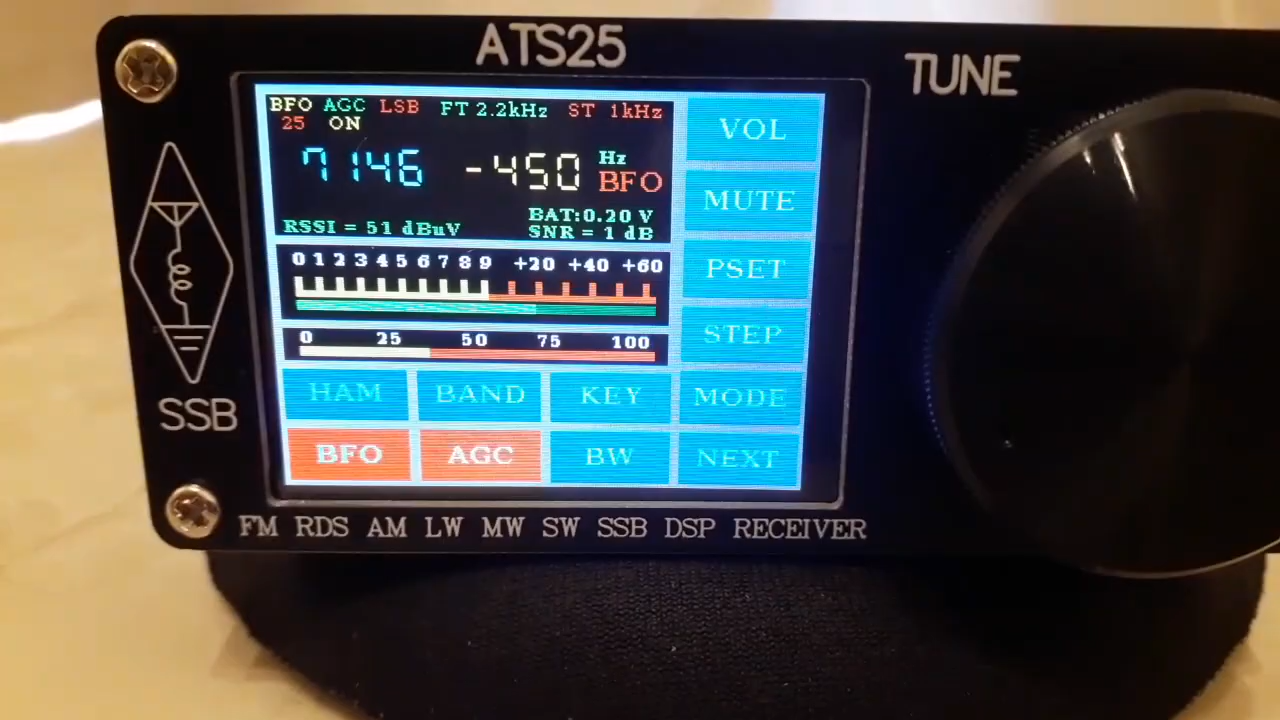 ATS25
TUNE
BFO AGC LSB FT 2.2kHz ST 1kHz
25 ON
7146 -450 Hz
BFO
BAT:0.20 V
RSSI = 51 dBuV SNR = 1 dB
0 1 2 3 4 5 6 7 8 9 +20 +40 +60
0 25 50 75 100
VOL
MUTE
PSET
STEP
HAM BAND KEY MODE
BFO AGC BW NEXT
SSB
FM RDS AM LW MW SW SSB DSP RECEIVER